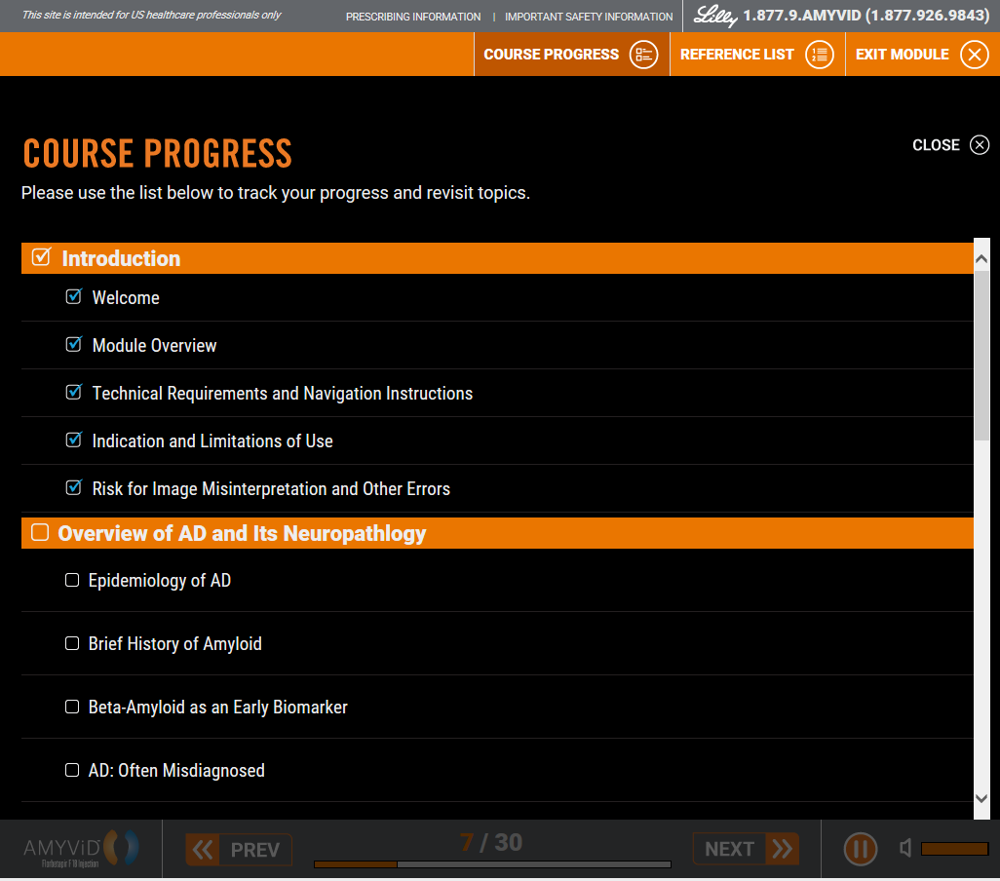 This site is intended for US healthcare professionals only
PRESCRIBING INFORMATION | IMPORTANT SAFETY INFORMATION
Lilly 1.877.9.AMYVID (1.877.926.9843)
COURSE PROGRESS
REFERENCE LIST
EXIT MODULE
COURSE PROGRESS
CLOSE
Please use the list below to track your progress and revisit topics.
Introduction
Welcome
Module Overview
Technical Requirements and Navigation Instructions
Indication and Limitations of Use
Risk for Image Misinterpretation and Other Errors
Overview of AD and Its Neuropathlogy
Epidemiology of AD
Brief History of Amyloid
Beta-Amyloid as an Early Biomarker
AD: Often Misdiagnosed
AMYViD
Florbetapir F 18 Injection
PREV
7 / 30
NEXT